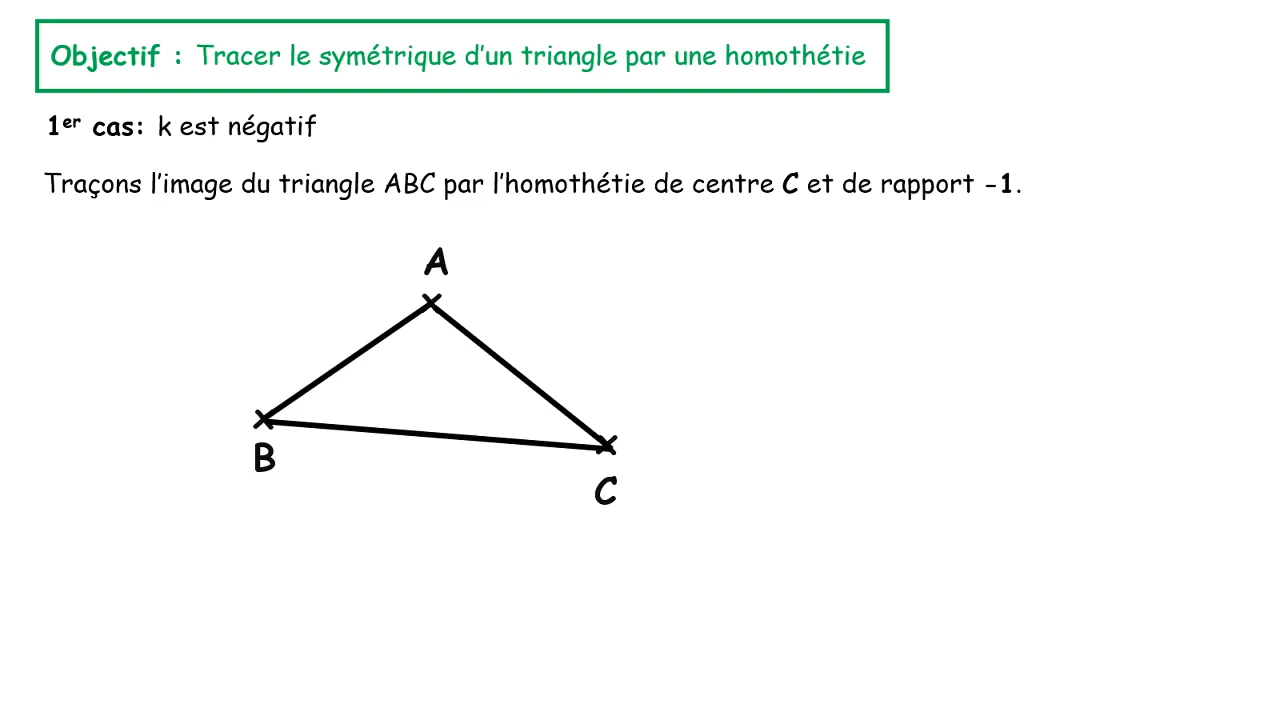 Objectif : Tracer le symétrique d’un triangle par une homothétie
1er cas: k est négatif
Traçons l’image du triangle ABC par l’homothétie de centre C et de rapport -1.
A
B
C